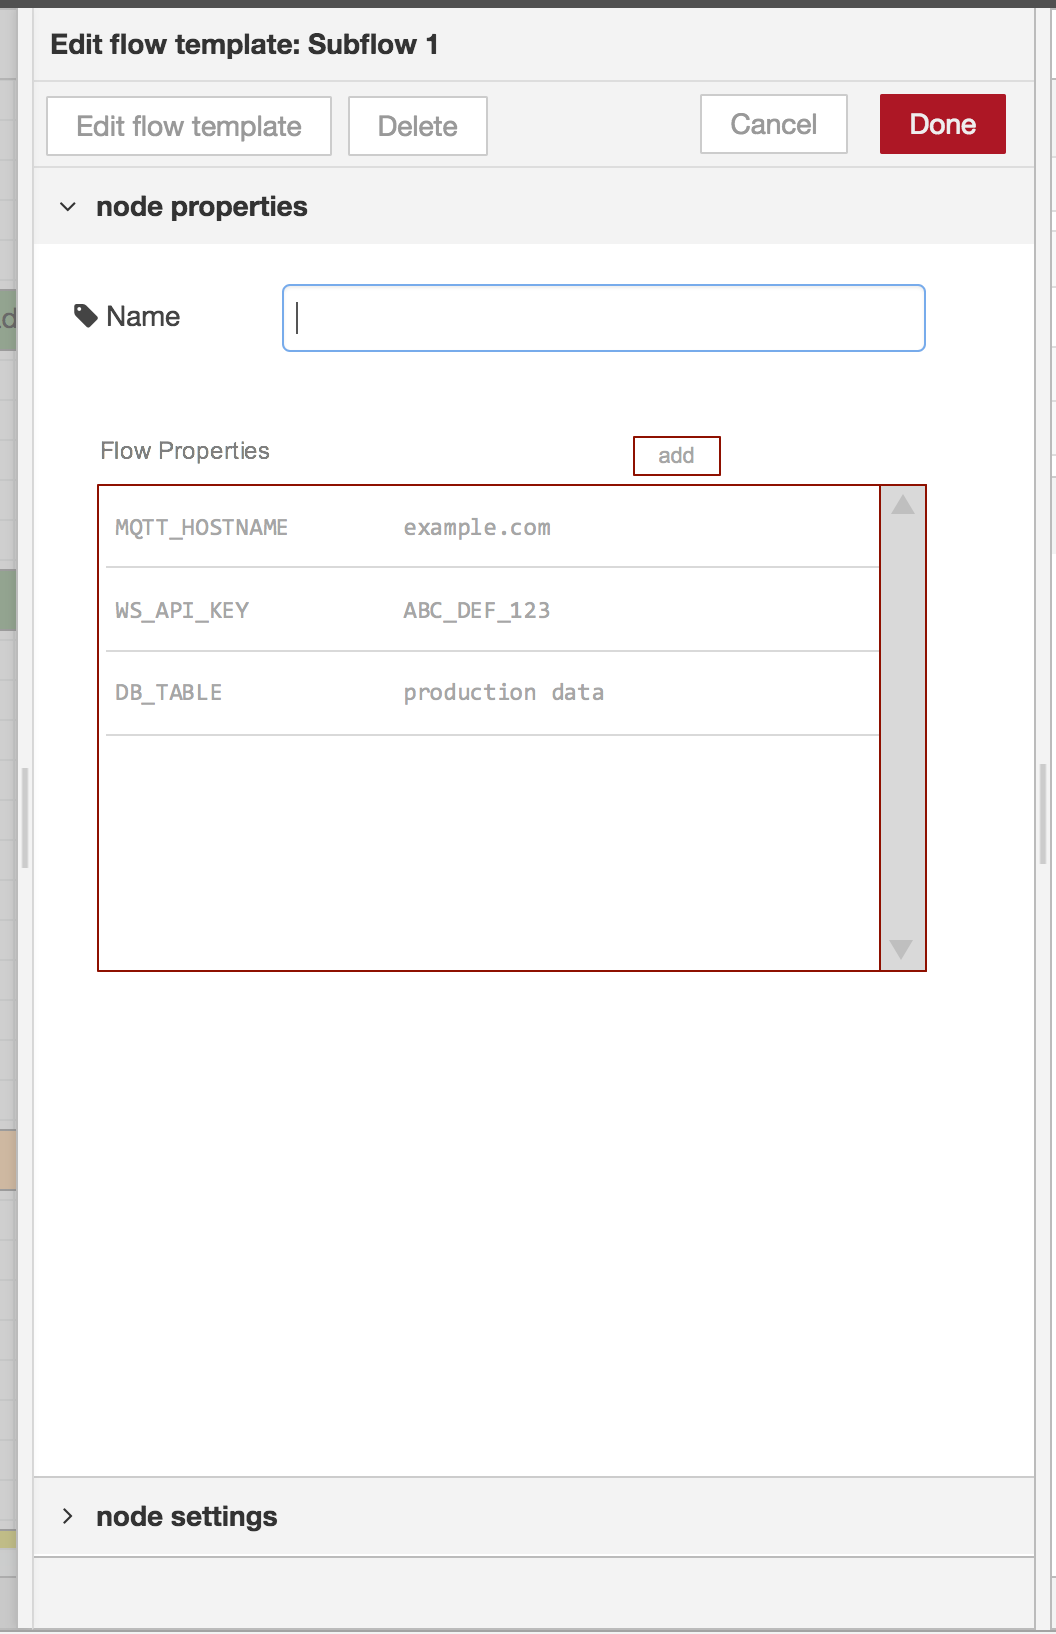 Edit flow template: Subflow 1
Edit flow template Delete Cancel Done
node properties
Name
Flow Properties add
MQTT_HOSTNAME example.com
WS_API_KEY ABC_DEF_123
DB_TABLE production data
node settings